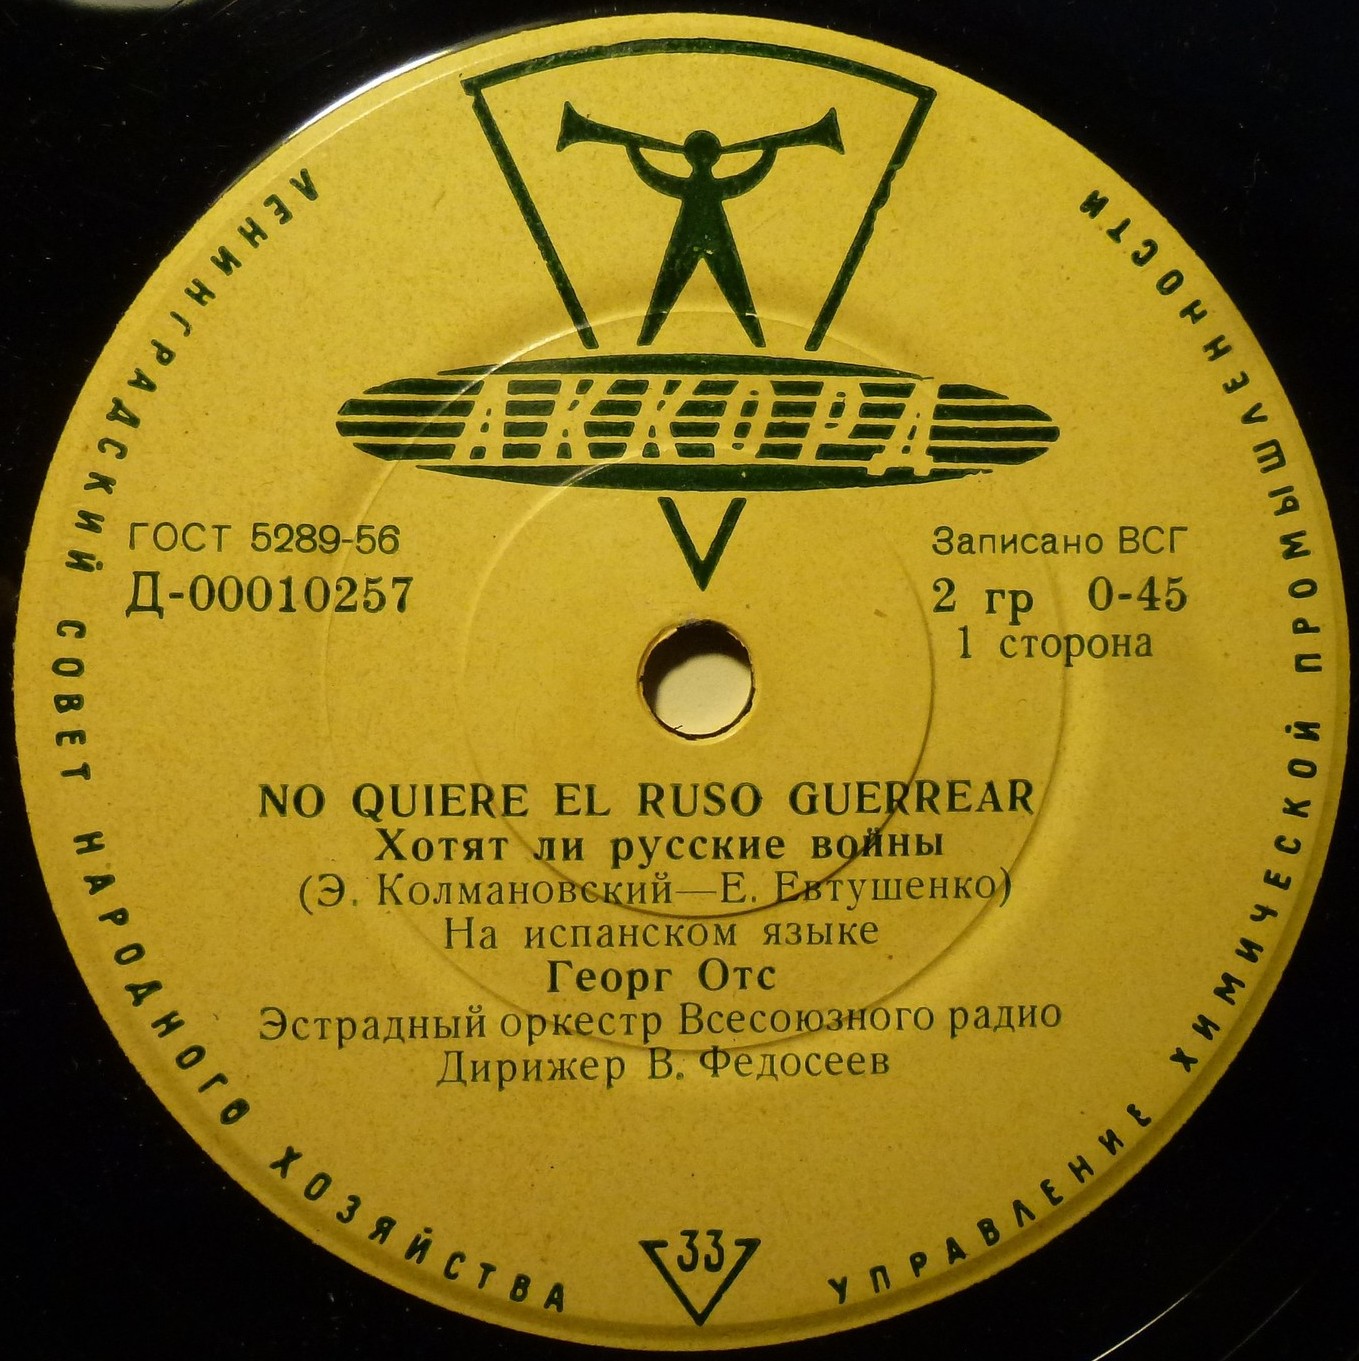 ЛЕНИНГРАДСКИЙ СОВЕТ НАРОДНОГО ХОЗЯЙСТВА
УПРАВЛЕНИЕ ХИМИЧЕСКОЙ ПРОМЫШЛЕННОСТИ
АККОРД
ГОСТ 5289-56
Д-00010257
Записано ВСГ
2 гр 0-45
1 сторона
NO QUIERE EL RUSO GUERREAR
Хотят ли русские войны
(Э. Колмановский—Е. Евтушенко)
На испанском языке
Георг Отс
Эстрадный оркестр Всесоюзного радио
Дирижер В. Федосеев
33